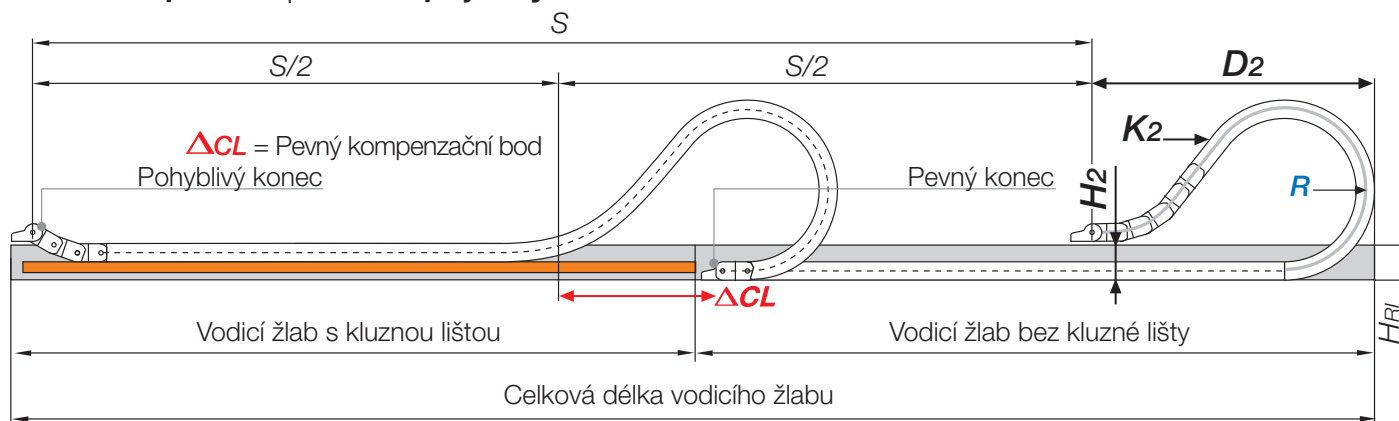 S
S/2
S/2
D2
K2
ΔCL = Pevný kompenzační bod
Pohyblivý konec
Pevný konec
H2
R
ΔCL
HRI
Vodicí žlab s kluznou lištou
Vodicí žlab bez kluzné lišty
Celková délka vodicího žlabu